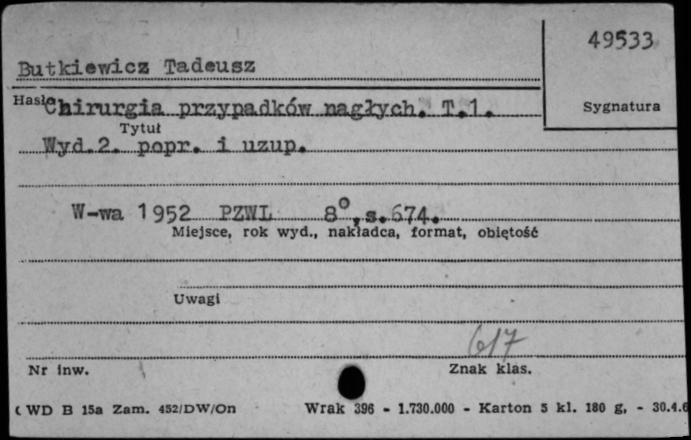 49533
Butkiewicz Tadeusz
Hasło
Chirurgia przypadków nagłych. T.1.
Sygnatura
Tytuł
Wyd.2. popr. i uzup.
W-wa 1952 PZWL 8°, s.674.
Miejsce, rok wyd., nakładca, format, objętość
Uwagi
617
Nr inw.
Znak klas.
WD B 15a Zam. 452/DW/On Wrak 396 - 1.730.000 - Karton 5 kl. 180 g. - 30.4.6